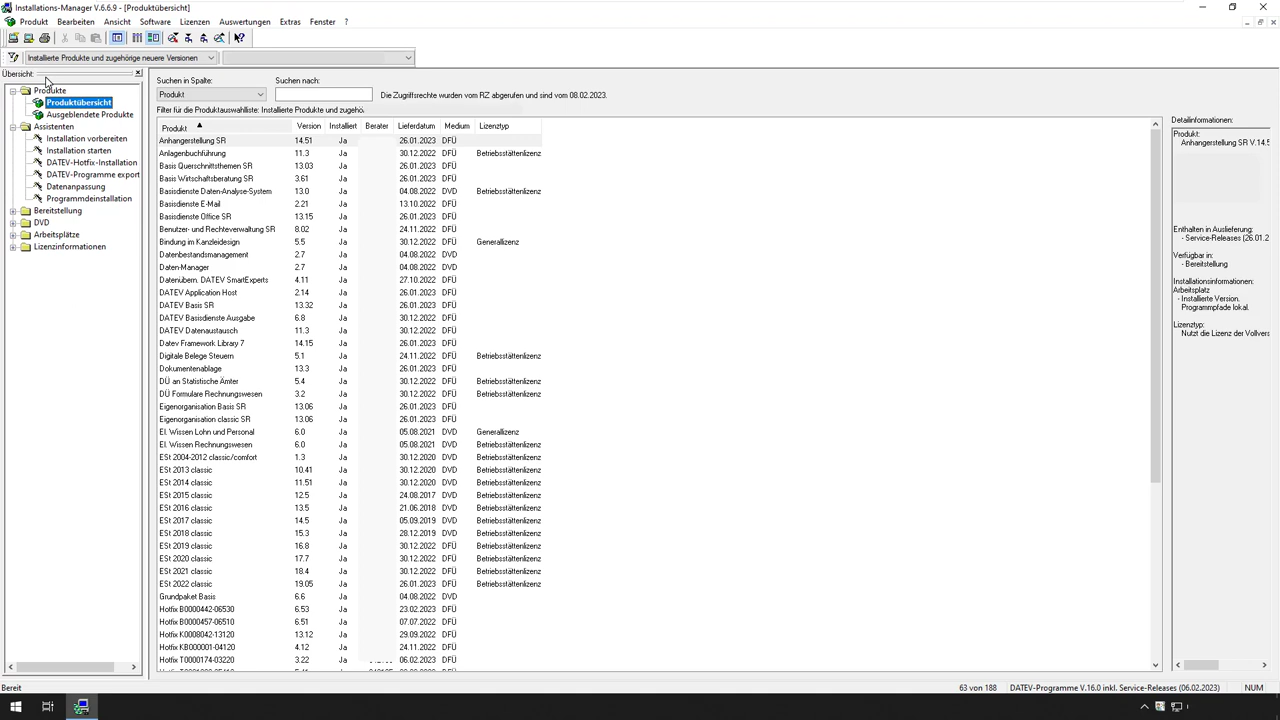 Installations-Manager V.6.6.9 - [Produktübersicht]
Produkt Bearbeiten Ansicht Software Lizenzen Auswertungen Extras Fenster ?
Installierte Produkte und zugehörige neuere Versionen
Übersicht:
Produkte
Produktübersicht
Ausgeblendete Produkte
Assistenten
Installation vorbereiten
Installation starten
DATEV-Hotfix-Installation
DATEV-Programme export
Datenanpassung
Programmdeinstallation
Bereitstellung
DVD
Arbeitsplätze
Lizenzinformationen
Suchen in Spalte: Suchen nach:
Produkt Die Zugriffsrechte wurden vom RZ abgerufen und sind vom 08.02.2023.
Filter für die Produktauswahlliste: Installierte Produkte und zugehö.
Produkt Version Installiert Berater Lieferdatum Medium Lizenztyp
Anhangerstellung SR 14.51 Ja 26.01.2023 DFÜ
Anlagenbuchführung 11.3 Ja 30.12.2022 DFÜ Betriebsstättenlizenz
Basis Querschnittsthemen SR 13.03 Ja 26.01.2023 DFÜ
Basis Wirtschaftsberatung SR 3.61 Ja 26.01.2023 DFÜ
Basisdienste Daten-Analyse-System 13.0 Ja 04.08.2022 DVD Betriebsstättenlizenz
Basisdienste E-Mail 2.21 Ja 13.10.2022 DFÜ
Basisdienste Office SR 13.15 Ja 26.01.2023 DFÜ
Benutzer- und Rechteverwaltung SR 8.02 Ja 24.11.2022 DFÜ
Bindung im Kanzleidesign 5.5 Ja 30.12.2022 DFÜ Generallizenz
Datenbestandsmanagement 2.7 Ja 04.08.2022 DVD
Daten-Manager 2.7 Ja 04.08.2022 DVD
Datenübern. DATEV SmartExperts 4.11 Ja 27.10.2022 DFÜ
DATEV Application Host 2.14 Ja 26.01.2023 DFÜ
DATEV Basis SR 13.32 Ja 26.01.2023 DFÜ
DATEV Basisdienste Ausgabe 6.8 Ja 30.12.2022 DFÜ
DATEV Datenaustausch 11.3 Ja 30.12.2022 DFÜ
Datev Framework Library 7 14.15 Ja 26.01.2023 DFÜ
Digitale Belege Steuern 5.1 Ja 24.11.2022 DFÜ Betriebsstättenlizenz
Dokumentenablage 13.3 Ja 26.01.2023 DFÜ
DÜ an Statistische Ämter 5.4 Ja 30.12.2022 DFÜ Betriebsstättenlizenz
DÜ Formulare Rechnungswesen 3.2 Ja 30.12.2022 DFÜ Betriebsstättenlizenz
Eigenorganisation Basis SR 13.06 Ja 26.01.2023 DFÜ
Eigenorganisation classic SR 13.06 Ja 26.01.2023 DFÜ
El. Wissen Lohn und Personal 6.0 Ja 05.08.2021 DVD Generallizenz
El. Wissen Rechnungswesen 6.0 Ja 05.08.2021 DVD Betriebsstättenlizenz
ESt 2004-2012 classic/comfort 1.3 Ja 30.12.2020 DVD Betriebsstättenlizenz
ESt 2013 classic 10.41 Ja 30.12.2020 DVD Betriebsstättenlizenz
ESt 2014 classic 11.51 Ja 30.12.2020 DVD Betriebsstättenlizenz
ESt 2015 classic 12.5 Ja 24.08.2017 DVD Betriebsstättenlizenz
ESt 2016 classic 13.5 Ja 21.06.2018 DVD Betriebsstättenlizenz
ESt 2017 classic 14.5 Ja 05.09.2019 DVD Betriebsstättenlizenz
ESt 2018 classic 15.3 Ja 28.12.2019 DVD Betriebsstättenlizenz
ESt 2019 classic 16.8 Ja 30.12.2022 DFÜ Betriebsstättenlizenz
ESt 2020 classic 17.7 Ja 30.12.2022 DFÜ Betriebsstättenlizenz
ESt 2021 classic 18.4 Ja 30.12.2022 DFÜ Betriebsstättenlizenz
ESt 2022 classic 19.05 Ja 26.01.2023 DFÜ Betriebsstättenlizenz
Grundpaket Basis 6.6 Ja 04.08.2022 DVD
Hotfix B0000442-06530 6.53 Ja 23.02.2023 DFÜ
Hotfix B0000457-06510 6.51 Ja 07.07.2022 DFÜ
Hotfix K0008042-13120 13.12 Ja 29.09.2022 DFÜ
Hotfix KB000001-04120 4.12 Ja 24.11.2022 DFÜ
Hotfix T0000174-03220 3.22 Ja 06.02.2023 DFÜ
Detailinformationen:
Produkt:
Anhangerstellung SR V.14.5
Enthalten in Auslieferung:
- Service-Releases (26.01.2
Verfügbar in:
- Bereitstellung
Installationsinformationen:
Arbeitsplatz
- Installierte Version.
Programmpfade lokal.
Lizenztyp:
Nutzt die Lizenz der Vollvers
Bereit 63 von 188 DATEV-Programme V.16.0 inkl. Service-Releases (06.02.2023) NUM